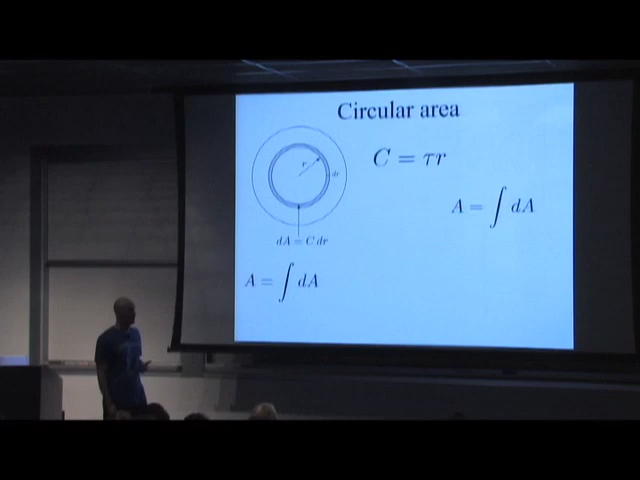 Circular area
r
dr
C = τr
A = ∫ dA
dA = C dr
A = ∫ dA